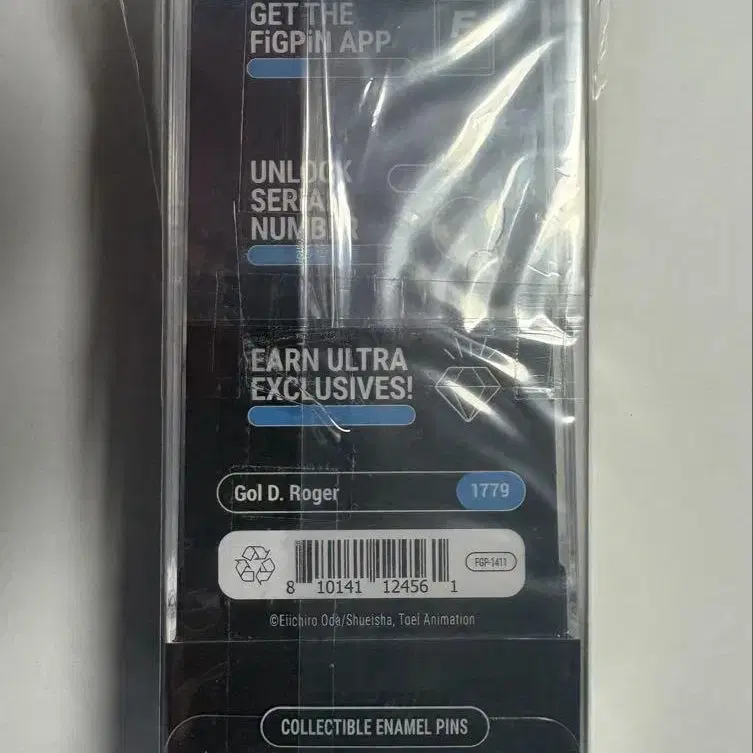 GET THE
FiGPiN APP
UNLOCK
SERIAL
NUMBER
EARN ULTRA
EXCLUSIVES!
Gol D. Roger 1779
FGP-1411
8 10141 12456 1
©Eiichiro Oda/Shueisha, Toei Animation
COLLECTIBLE ENAMEL PINS